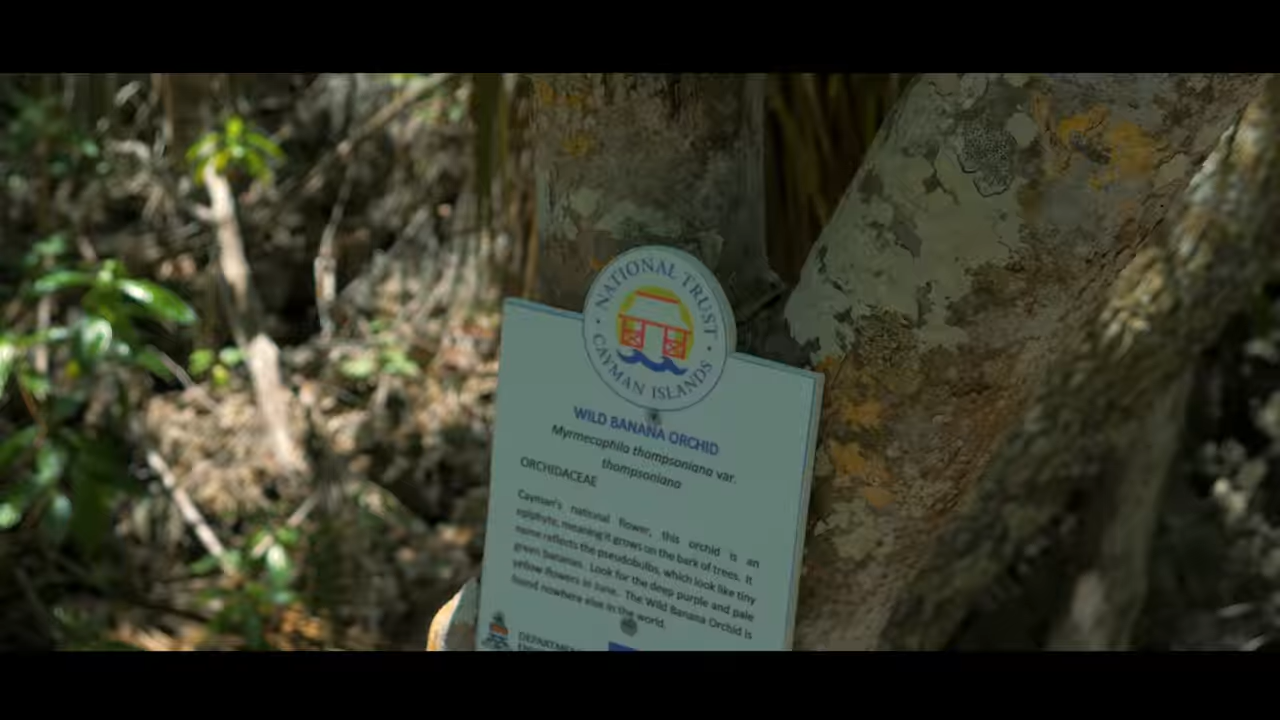 NATIONAL TRUST
CAYMAN ISLANDS
WILD BANANA ORCHID
Myrmecophila thompsoniana var.
thompsoniana
ORCHIDACEAE
Cayman's national flower, this orchid is an
epiphyte, meaning it grows on the bark of trees. It
name reflects the pseudobulbs, which look like tiny
green bananas. Look for the deep purple and pale
yellow flowers in June. The Wild Banana Orchid is
found nowhere else in the world.